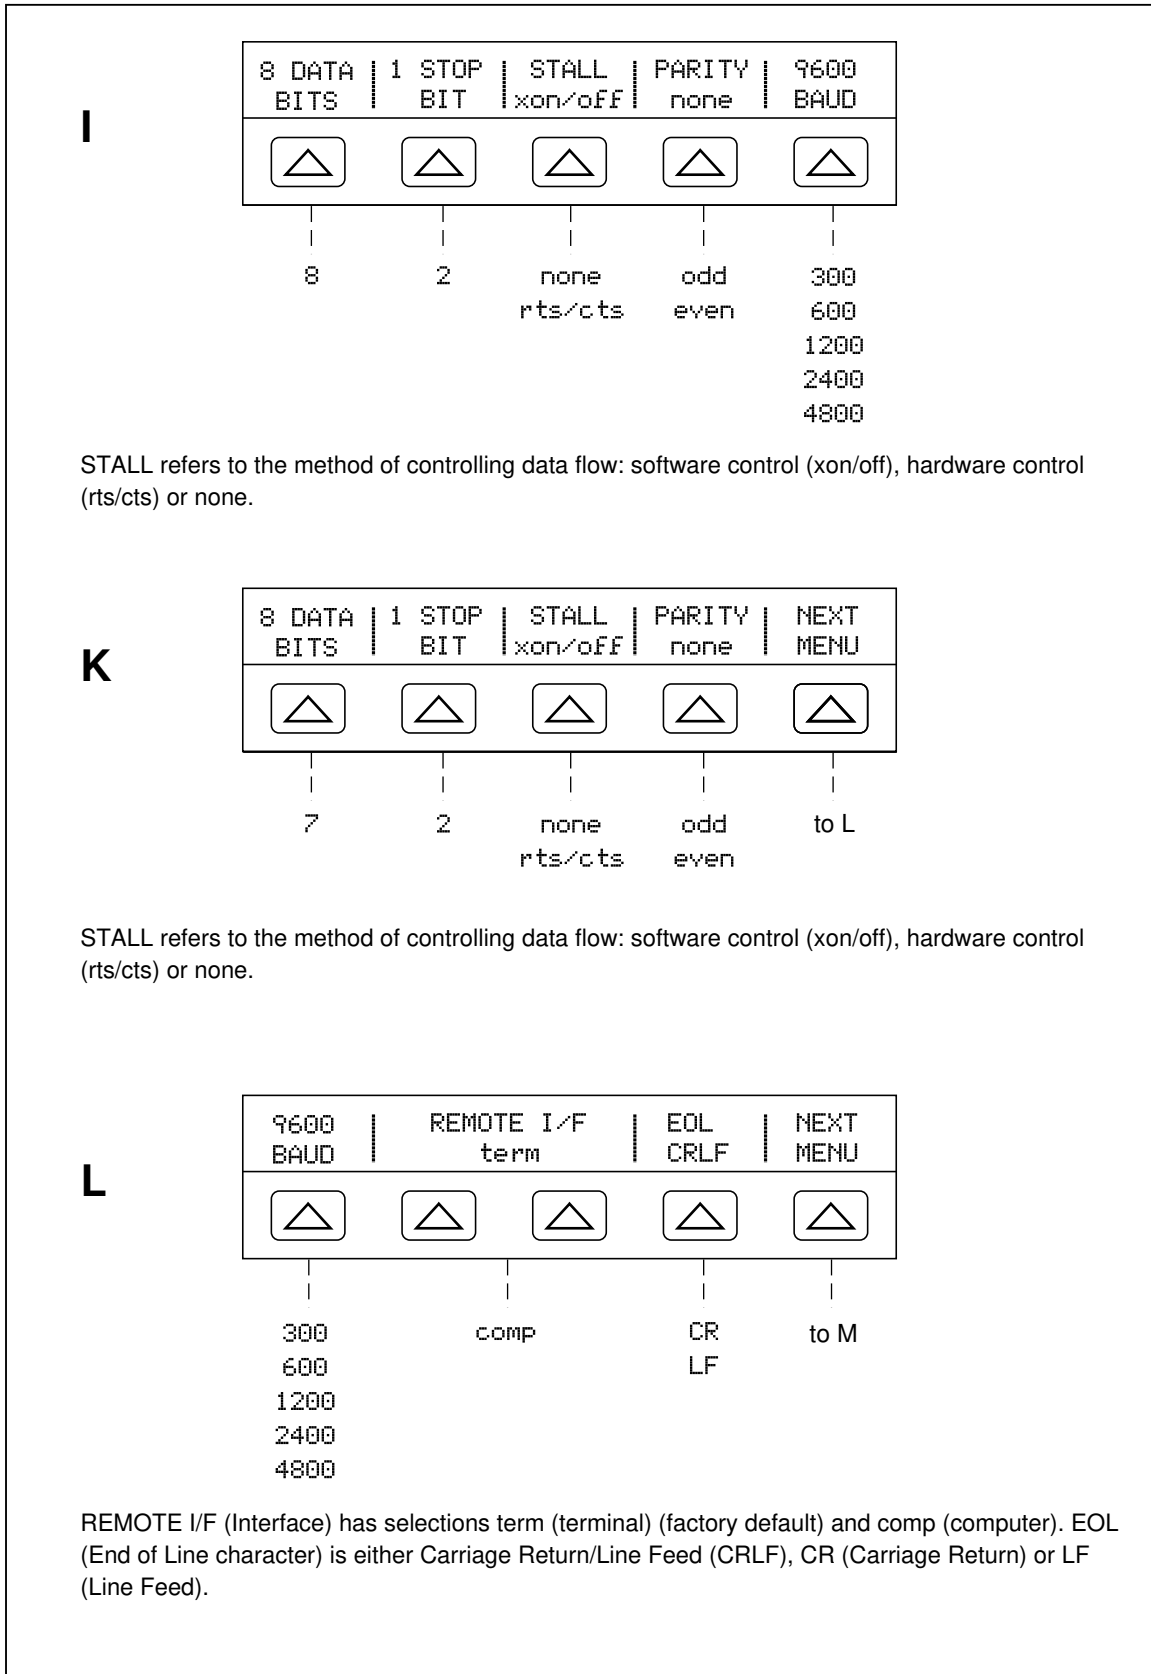 I
8 DATA | 1 STOP | STALL | PARITY | 9600
BITS | BIT | xon/off | none | BAUD
8 2 none odd 300
rts/cts even 600
1200
2400
4800
STALL refers to the method of controlling data flow: software control (xon/off), hardware control
(rts/cts) or none.
K
8 DATA | 1 STOP | STALL | PARITY | NEXT
BITS | BIT | xon/off | none | MENU
7 2 none odd to L
rts/cts even
STALL refers to the method of controlling data flow: software control (xon/off), hardware control
(rts/cts) or none.
L
9600 | REMOTE I/F | EOL | NEXT
BAUD | term | CRLF | MENU
300 comp CR to M
600 LF
1200
2400
4800
REMOTE I/F (Interface) has selections term (terminal) (factory default) and comp (computer). EOL
(End of Line character) is either Carriage Return/Line Feed (CRLF), CR (Carriage Return) or LF
(Line Feed).